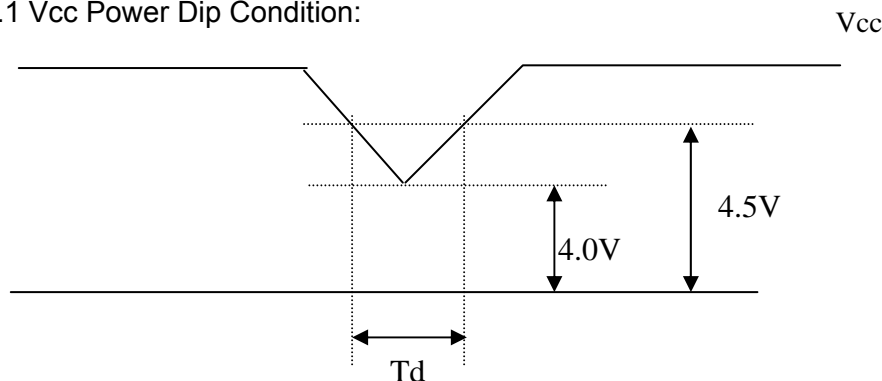 .1 Vcc Power Dip Condition:
Vcc
4.5V
4.0V
Td